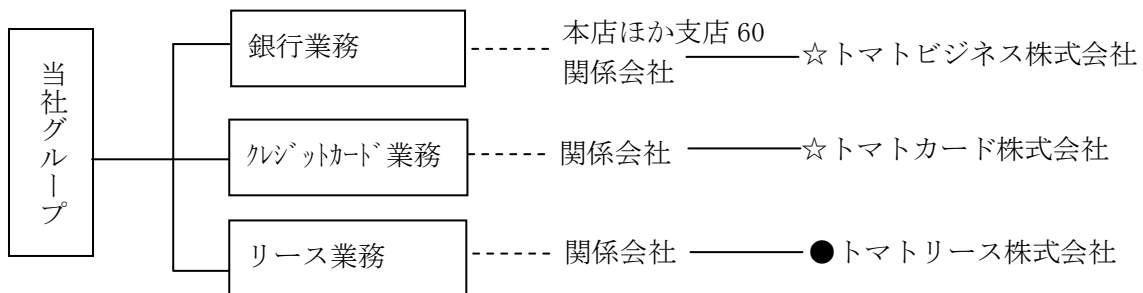 当社グループ
銀行業務
本店ほか支店 60
関係会社
☆トマトビジネス株式会社
ｸﾚｼﾞｯﾄｶｰﾄﾞ業務
関係会社
☆トマトカード株式会社
リース業務
関係会社
●トマトリース株式会社